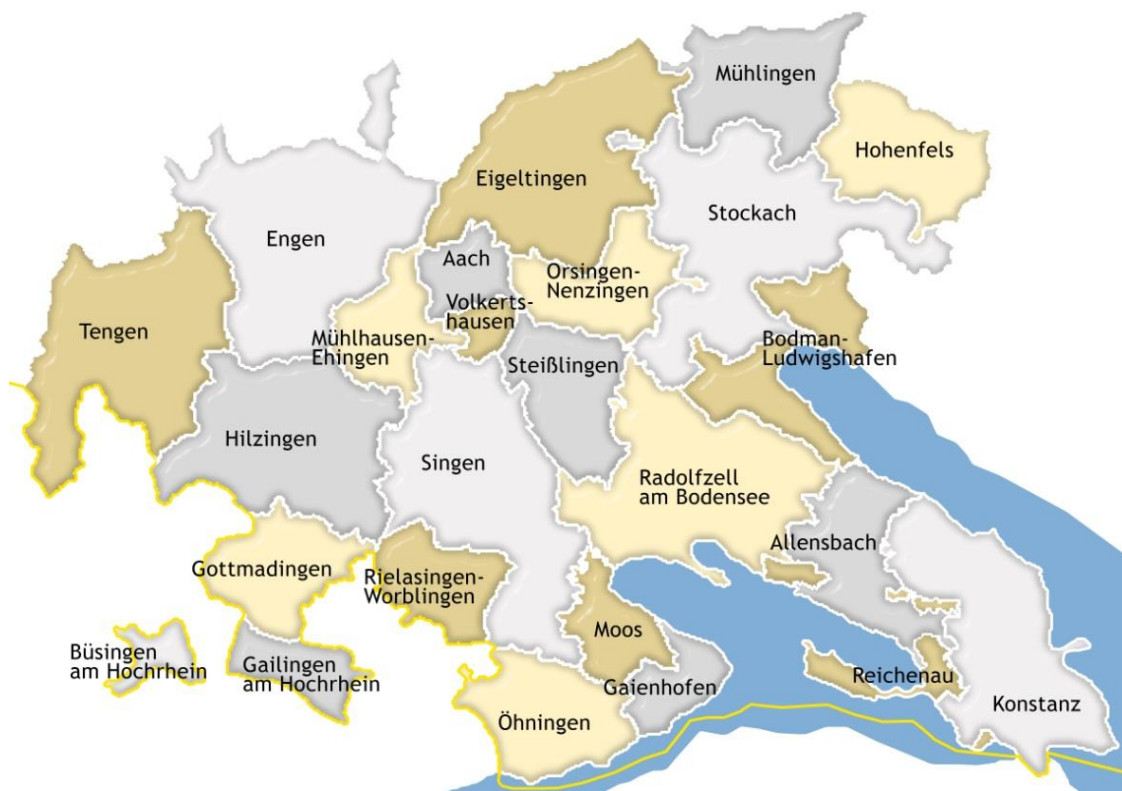 Mühlingen
Hohenfels
Eigeltingen
Stockach
Engen
Aach
Orsingen-
Nenzingen
Volkerts-
hausen
Tengen
Mühlhausen-
Ehingen
Steißlingen
Bodman-
Ludwigshafen
Hilzingen
Singen
Radolfzell
am Bodensee
Allensbach
Gottmadingen
Rielasingen-
Worblingen
Moos
Büsingen
am Hochrhein
Gailingen
am Hochrhein
Gaienhofen
Reichenau
Konstanz
Öhningen